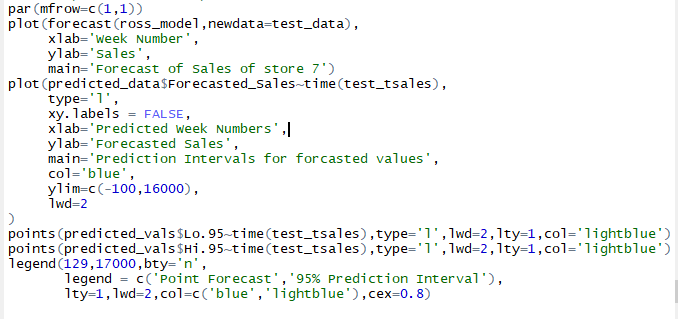 par(mfrow=c(1,1))
plot(forecast(ross_model,newdata=test_data),
     xlab='Week Number',
     ylab='Sales',
     main='Forecast of Sales of store 7')
plot(predicted_data$Forecasted_Sales~time(test_tsales),
     type='l',
     xy.labels = FALSE,
     xlab='Predicted Week Numbers',
     ylab='Forecasted Sales',
     main='Prediction Intervals for forcasted values',
     col='blue',
     ylim=c(-100,16000),
     lwd=2
)
points(predicted_vals$Lo.95~time(test_tsales),type='l',lwd=2,lty=1,col='lightblue')
points(predicted_vals$Hi.95~time(test_tsales),type='l',lwd=2,lty=1,col='lightblue')
legend(129,17000,bty='n',
       legend = c('Point Forecast','95% Prediction Interval'),
       lty=1,lwd=2,col=c('blue','lightblue'),cex=0.8)